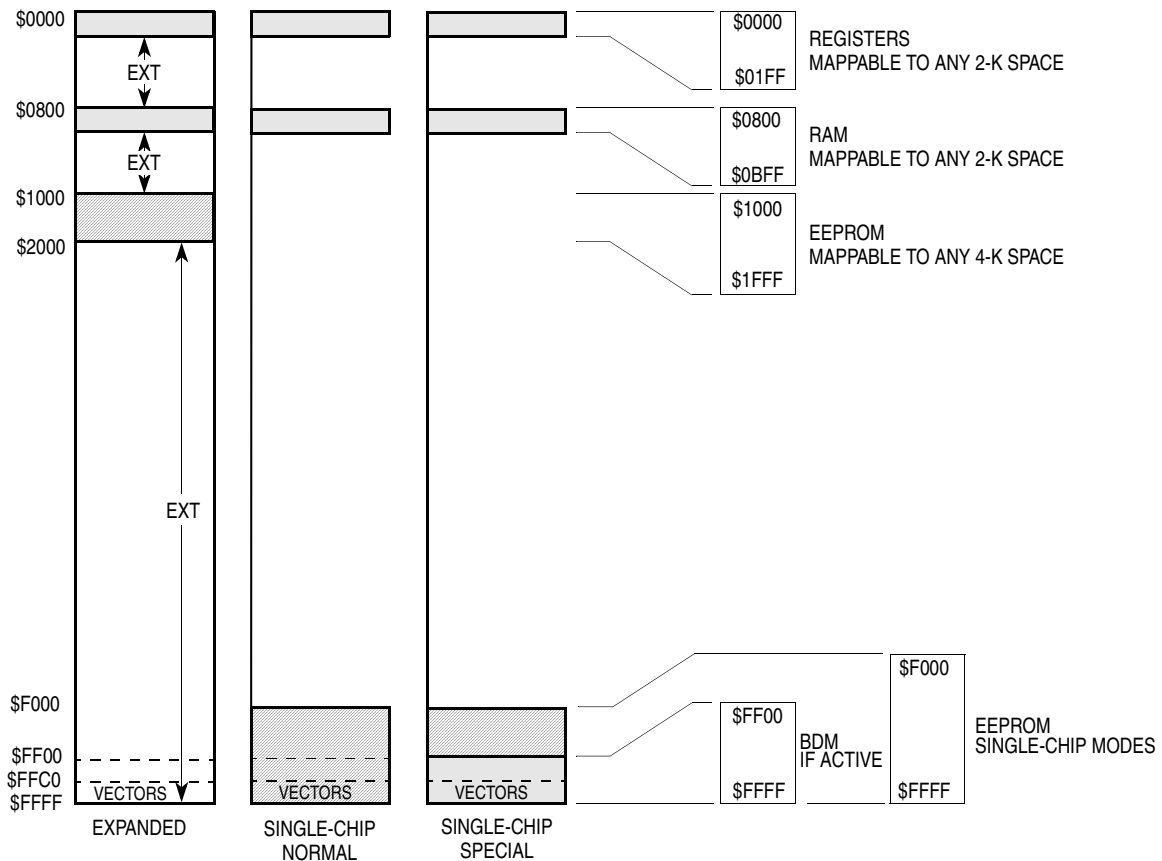 $0000
EXT
$0800
EXT
$1000
$2000
EXT
$F000
$FF00
$FFC0
$FFFF
VECTORS
VECTORS
VECTORS
EXPANDED
SINGLE-CHIP
NORMAL
SINGLE-CHIP
SPECIAL
$0000
$01FF
REGISTERS
MAPPABLE TO ANY 2-K SPACE
$0800
$0BFF
RAM
MAPPABLE TO ANY 2-K SPACE
$1000
$1FFF
EEPROM
MAPPABLE TO ANY 4-K SPACE
$FF00
$FFFF
BDM
IF ACTIVE
$F000
$FFFF
EEPROM
SINGLE-CHIP MODES